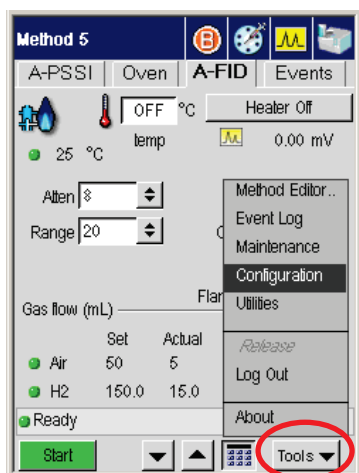 Method 5 B
A-PSSI Oven A-FID Events
OFF °C Heater Off
temp
25 °C 0.00 mV
Atten 8
Range 20
Method Editor..
Event Log
Maintenance
Configuration
Utilities
Release
Log Out
About
Gas flow (mL)
Set Actual
Air 50 5
H2 150.0 15.0
Ready
Start Tools